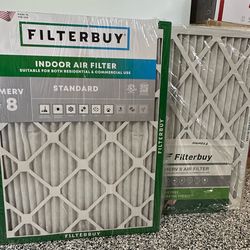 FILTERBUY
INDOOR AIR FILTER
SUITABLE FOR BOTH RESIDENTIAL & COMMERCIAL USE
MERV
8
STANDARD
FILTERBUY
Filterbuy
MERV 8 AIR FILTER